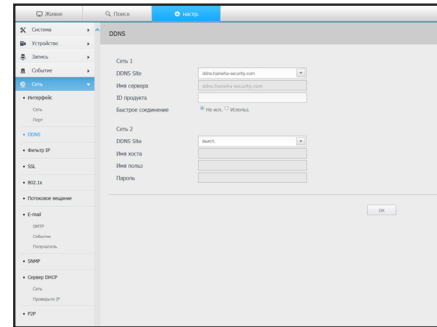 Живое
Поиск
настр.
Система
Устройство
Запись
Событие
Сеть
• Интерфейс
Сеть
Порт
• DDNS
• Фильтр IP
• SSL
• 802.1x
• Потоковое вещание
• E-mail
SMTP
Событие
Получатель
• SNMP
• Сервер DHCP
Сеть
Проверьте IP
• P2P
DDNS
Сеть 1
DDNS Site
ddns.hanwha-security.com
Имя сервера
ddns.hanwha-security.com
ID продукта
Быстрое соединение
Не исп. Использ.
Сеть 2
DDNS Site
Выкл.
Имя хоста
Имя польз
Пароль
OK